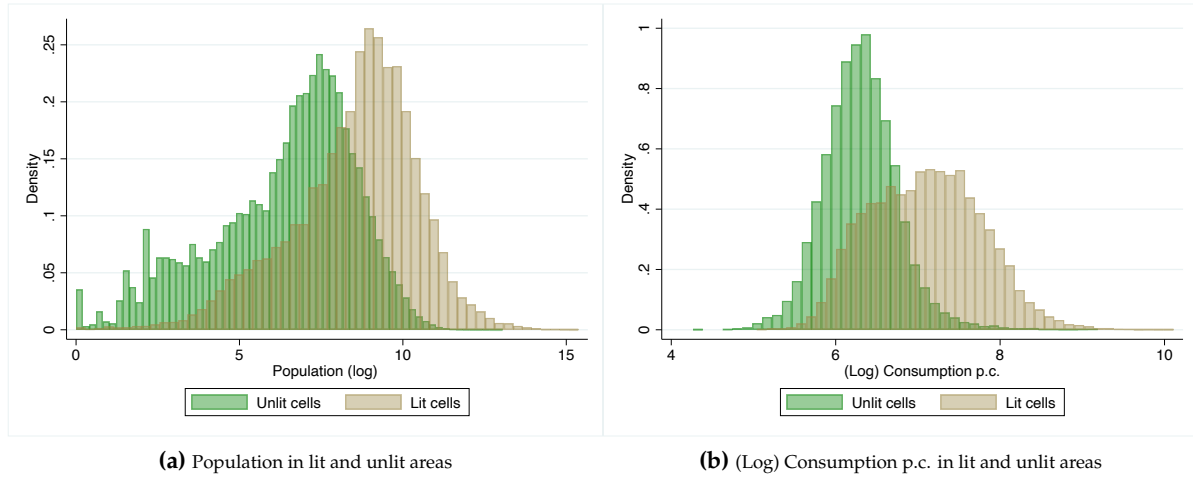 .25
.2
.15
.1
.05
0
Density
0
5
10
15
Population (log)
Unlit cells
Lit cells
(a) Population in lit and unlit areas
1
.8
.6
.4
.2
0
Density
4
6
8
10
(Log) Consumption p.c.
Unlit cells
Lit cells
(b) (Log) Consumption p.c. in lit and unlit areas